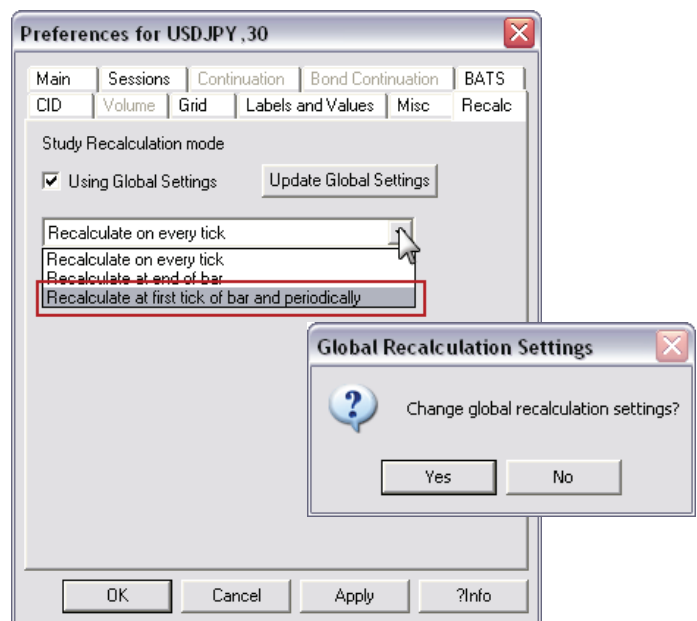 Preferences for USDJPY,30
Main Sessions Continuation Bond Continuation BATS
CID Volume Grid Labels and Values Misc Recalc
Study Recalculation mode
Using Global Settings Update Global Settings
Recalculate on every tick
Recalculate on every tick
Recalculate at end of bar
Recalculate at first tick of bar and periodically
Global Recalculation Settings
?
Change global recalculation settings?
Yes No
OK Cancel Apply ?Info